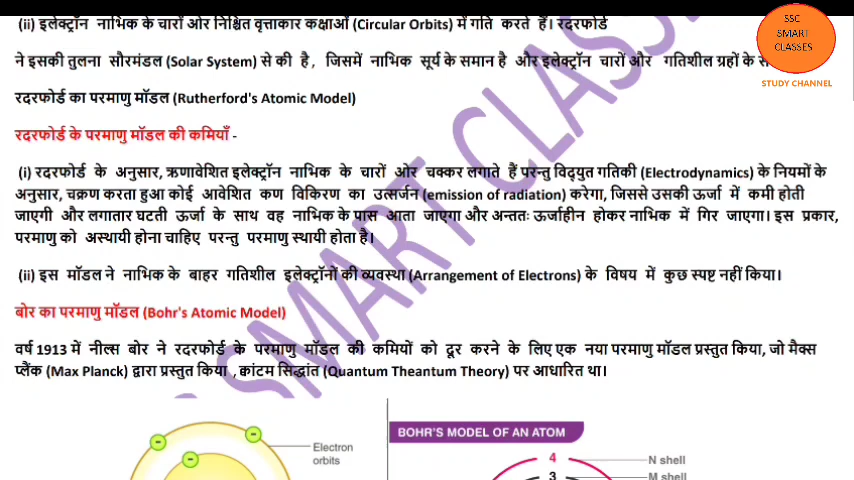 (ii) इलेक्ट्रॉन नाभिक के चारों ओर निश्चित वृत्ताकार कक्षाओं (Circular Orbits) में गति करते हैं। रदरफोर्ड
ने इसकी तुलना सौरमंडल (Solar System) से की है, जिसमें नाभिक सूर्य के समान है और इलेक्ट्रॉन चारों और गतिशील ग्रहों के
रदरफोर्ड का परमाणु मॉडल (Rutherford's Atomic Model)
रदरफोर्ड के परमाणु मॉडल की कमियाँ -
(i) रदरफोर्ड के अनुसार, ऋणावेशित इलेक्ट्रॉन नाभिक के चारों ओर चक्कर लगाते हैं परन्तु विद्युत गतिकी (Electrodynamics) के नियमों के
अनुसार, चक्रण करता हुआ कोई आवेशित कण विकिरण का उत्सर्जन (emission of radiation) करेगा, जिससे उसकी ऊर्जा में कमी होती
जाएगी और लगातार घटती ऊर्जा के साथ वह नाभिक के पास आता जाएगा और अन्ततः ऊर्जाहीन होकर नाभिक में गिर जाएगा। इस प्रकार,
परमाणु को अस्थायी होना चाहिए परन्तु परमाणु स्थायी होता है।
(ii) इस मॉडल ने नाभिक के बाहर गतिशील इलेक्ट्रॉनों की व्यवस्था (Arrangement of Electrons) के विषय में कुछ स्पष्ट नहीं किया।
बोर का परमाणु मॉडल (Bohr's Atomic Model)
वर्ष 1913 में नील्स बोर ने रदरफोर्ड के परमाणु मॉडल की कमियों को दूर करने के लिए एक नया परमाणु मॉडल प्रस्तुत किया, जो मैक्स
प्लैंक (Max Planck) द्वारा प्रस्तुत किया ,क्वांटम सिद्धांत (Quantum Theantum Theory) पर आधारित था।
SSC
SMART
CLASSES
STUDY CHANNEL
SMART CLASS
Electron
orbits
BOHR'S MODEL OF AN ATOM
4
N shell
3
M shell